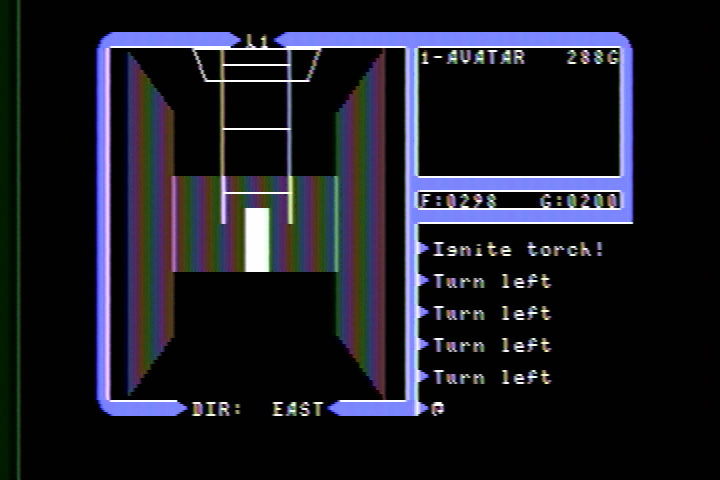 L1
1-AVATAR 288G
F:0298 G:0200
Ignite torch!
Turn left
Turn left
Turn left
Turn left
DIR: EAST